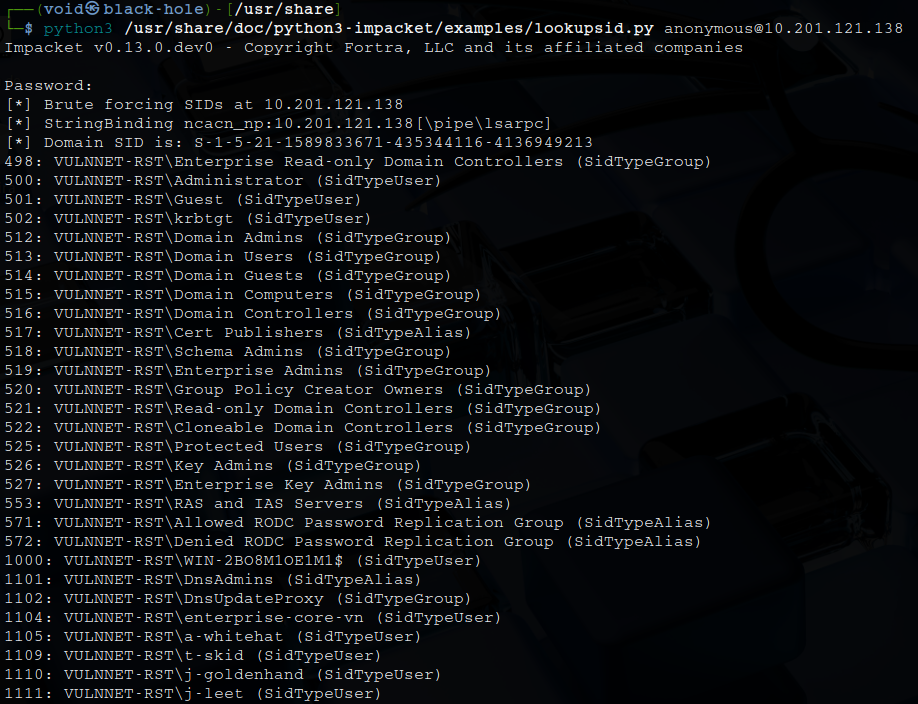 ┌──(void㉿black-hole)-[/usr/share]
└─$ python3 /usr/share/doc/python3-impacket/examples/lookupsid.py anonymous@10.201.121.138
Impacket v0.13.0.dev0 - Copyright Fortra, LLC and its affiliated companies
Password:
[*] Brute forcing SIDs at 10.201.121.138
[*] StringBinding ncacn_np:10.201.121.138[\pipe\lsarpc]
[*] Domain SID is: S-1-5-21-1589833671-435344116-4136949213
498: VULNNET-RST\Enterprise Read-only Domain Controllers (SidTypeGroup)
500: VULNNET-RST\Administrator (SidTypeUser)
501: VULNNET-RST\Guest (SidTypeUser)
502: VULNNET-RST\krbtgt (SidTypeUser)
512: VULNNET-RST\Domain Admins (SidTypeGroup)
513: VULNNET-RST\Domain Users (SidTypeGroup)
514: VULNNET-RST\Domain Guests (SidTypeGroup)
515: VULNNET-RST\Domain Computers (SidTypeGroup)
516: VULNNET-RST\Domain Controllers (SidTypeGroup)
517: VULNNET-RST\Cert Publishers (SidTypeAlias)
518: VULNNET-RST\Schema Admins (SidTypeGroup)
519: VULNNET-RST\Enterprise Admins (SidTypeGroup)
520: VULNNET-RST\Group Policy Creator Owners (SidTypeGroup)
521: VULNNET-RST\Read-only Domain Controllers (SidTypeGroup)
522: VULNNET-RST\Cloneable Domain Controllers (SidTypeGroup)
525: VULNNET-RST\Protected Users (SidTypeGroup)
526: VULNNET-RST\Key Admins (SidTypeGroup)
527: VULNNET-RST\Enterprise Key Admins (SidTypeGroup)
553: VULNNET-RST\RAS and IAS Servers (SidTypeAlias)
571: VULNNET-RST\Allowed RODC Password Replication Group (SidTypeAlias)
572: VULNNET-RST\Denied RODC Password Replication Group (SidTypeAlias)
1000: VULNNET-RST\WIN-2BO8M1OE1M1$ (SidTypeUser)
1101: VULNNET-RST\DnsAdmins (SidTypeAlias)
1102: VULNNET-RST\DnsUpdateProxy (SidTypeGroup)
1104: VULNNET-RST\enterprise-core-vn (SidTypeUser)
1105: VULNNET-RST\a-whitehat (SidTypeUser)
1109: VULNNET-RST\t-skid (SidTypeUser)
1110: VULNNET-RST\j-goldenhand (SidTypeUser)
1111: VULNNET-RST\j-leet (SidTypeUser)